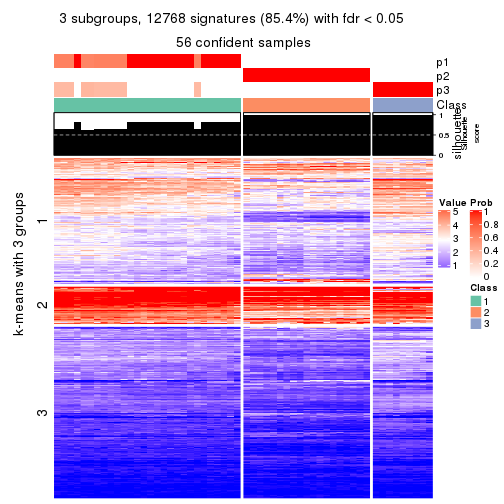 3 subgroups, 12768 signatures (85.4%) with fdr < 0.05
56 confident samples
p1
p2
p3
Class
silhouette
Silhouette
score
1
0.5
0
k-means with 3 groups
1
2
3
Value
5
4
3
2
1
Prob
1
0.8
0.6
0.4
0.2
0
Class
1
2
3